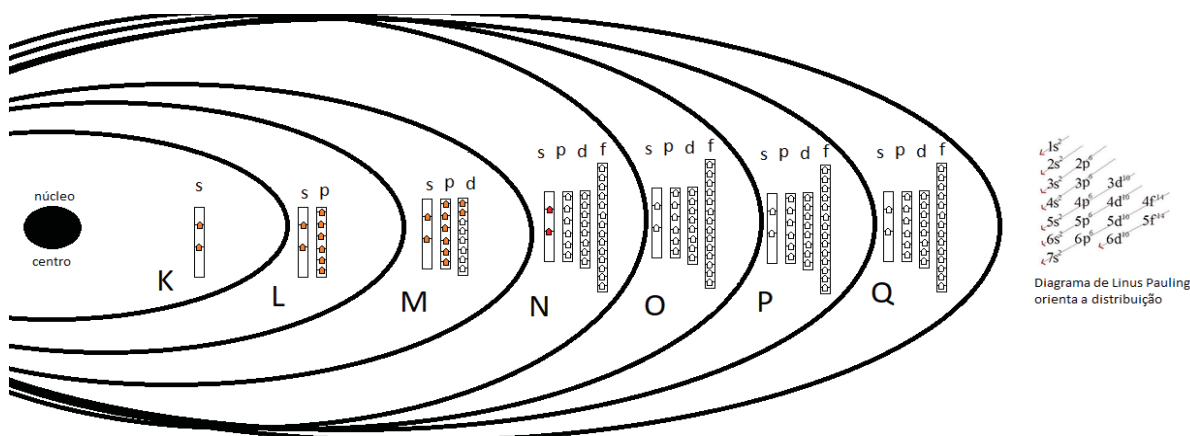 núcleo
centro
K
s
L
s p
M
s p d
N
s p d f
O
s p d f
P
s p d f
Q
s p d f
1s²
2s² 2p⁶
3s² 3p⁶ 3d¹⁰
4s² 4p⁶ 4d¹⁰ 4f¹⁴
5s² 5p⁶ 5d¹⁰ 5f¹⁴
6s² 6p⁶ 6d¹⁰
7s²
Diagrama de Linus Pauling
orienta a distribuição